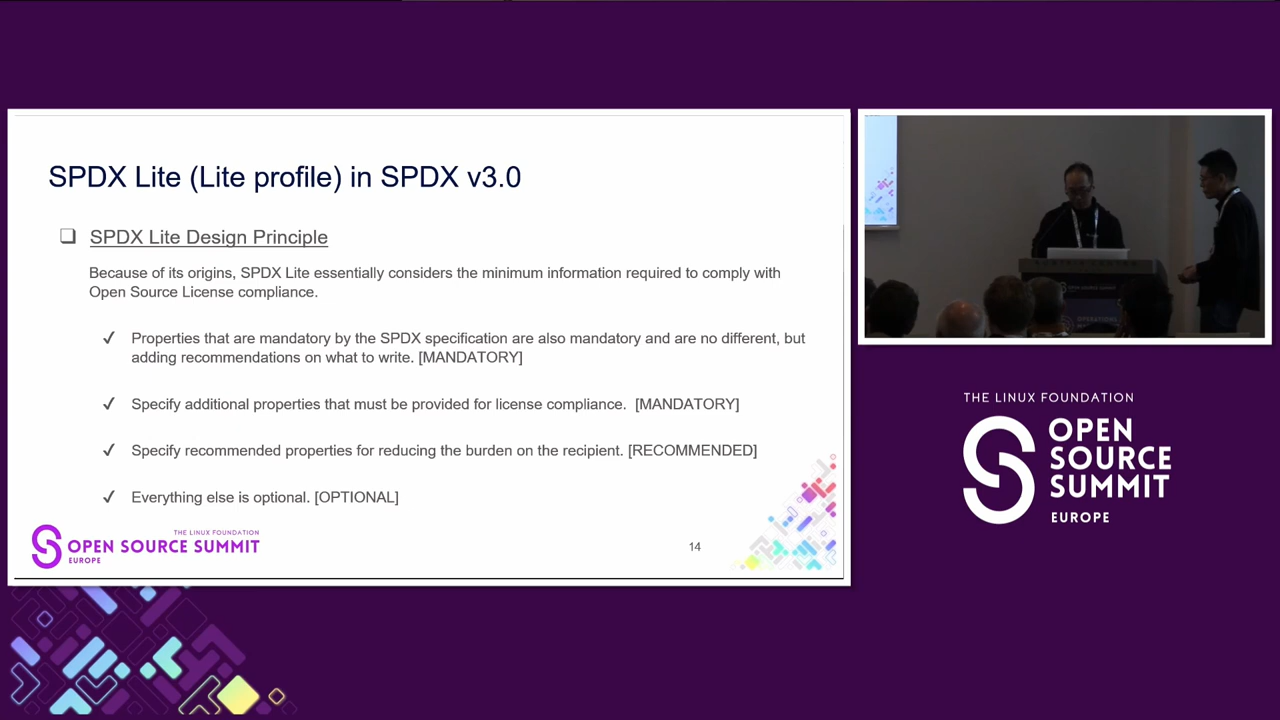 SPDX Lite (Lite profile) in SPDX v3.0
❑ SPDX Lite Design Principle
Because of its origins, SPDX Lite essentially considers the minimum information required to comply with
Open Source License compliance.
✓ Properties that are mandatory by the SPDX specification are also mandatory and are no different, but
adding recommendations on what to write. [MANDATORY]
✓ Specify additional properties that must be provided for license compliance.  [MANDATORY]
✓ Specify recommended properties for reducing the burden on the recipient. [RECOMMENDED]
✓ Everything else is optional. [OPTIONAL]
THE LINUX FOUNDATION
OPEN SOURCE SUMMIT
EUROPE
14
THE LINUX FOUNDATION
OPEN
SOURCE
SUMMIT
EUROPE